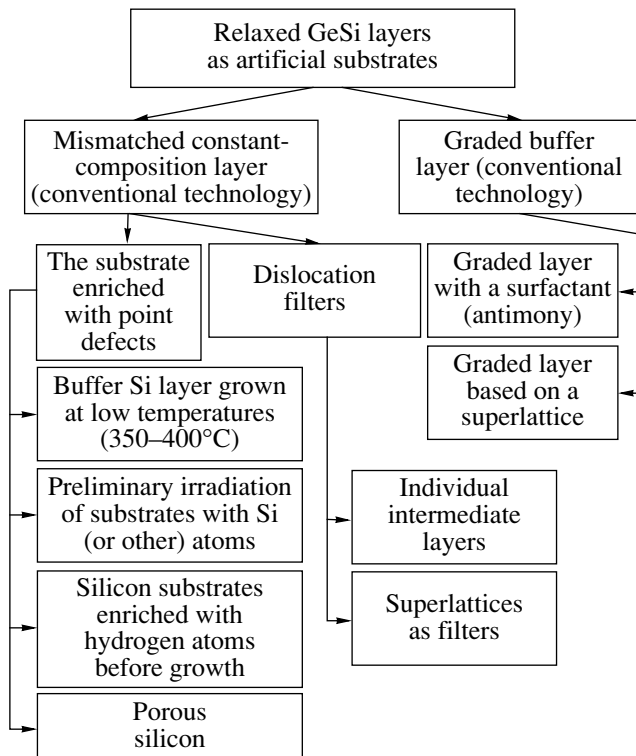 Relaxed GeSi layers
as artificial substrates
Mismatched constant-
composition layer
(conventional technology)
Graded buffer
layer (conventional
technology)
The substrate
enriched
with point
defects
Dislocation
filters
Graded layer
with a surfactant
(antimony)
Graded layer
based on a
superlattice
Buffer Si layer grown
at low temperatures
(350–400°C)
Preliminary irradiation
of substrates with Si
(or other) atoms
Individual
intermediate
layers
Silicon substrates
enriched with
hydrogen atoms
before growth
Superlattices
as filters
Porous
silicon